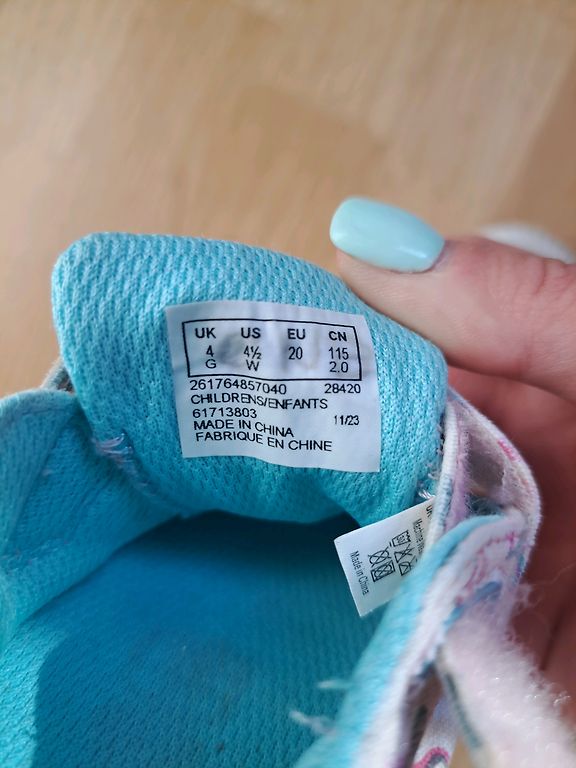 UK US EU CN
4 4½ 20 115
G W 2.0
261764857040 28420
CHILDRENS/ENFANTS
61713803 11/23
MADE IN CHINA
FABRIQUE EN CHINE
Machine
Made in China